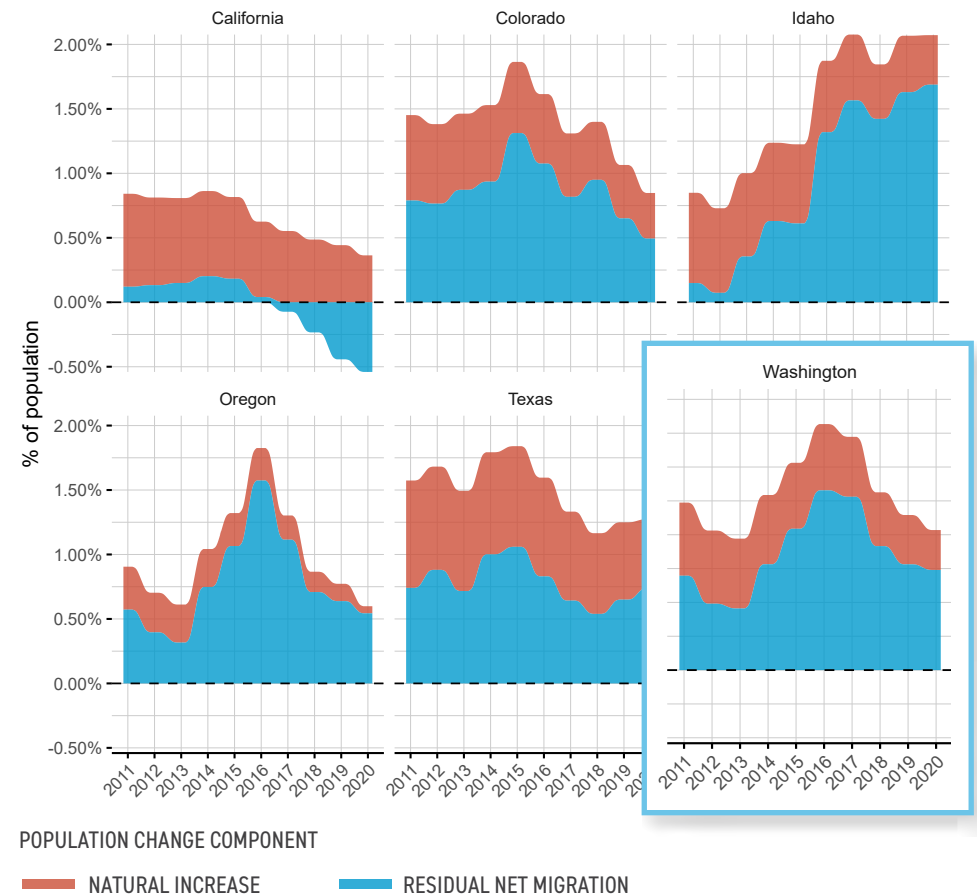 California
Colorado
Idaho
2.00%
1.50%
1.00%
0.50%
0.00%
-0.50%
% of population
Oregon
Texas
Washington
2.00%
1.50%
1.00%
0.50%
0.00%
-0.50%
2011 2012 2013 2014 2015 2016 2017 2018 2019 2020
2011 2012 2013 2014 2015 2016 2017 2018 2019
2011 2012 2013 2014 2015 2016 2017 2018 2019 2020
POPULATION CHANGE COMPONENT
NATURAL INCREASE
RESIDUAL NET MIGRATION